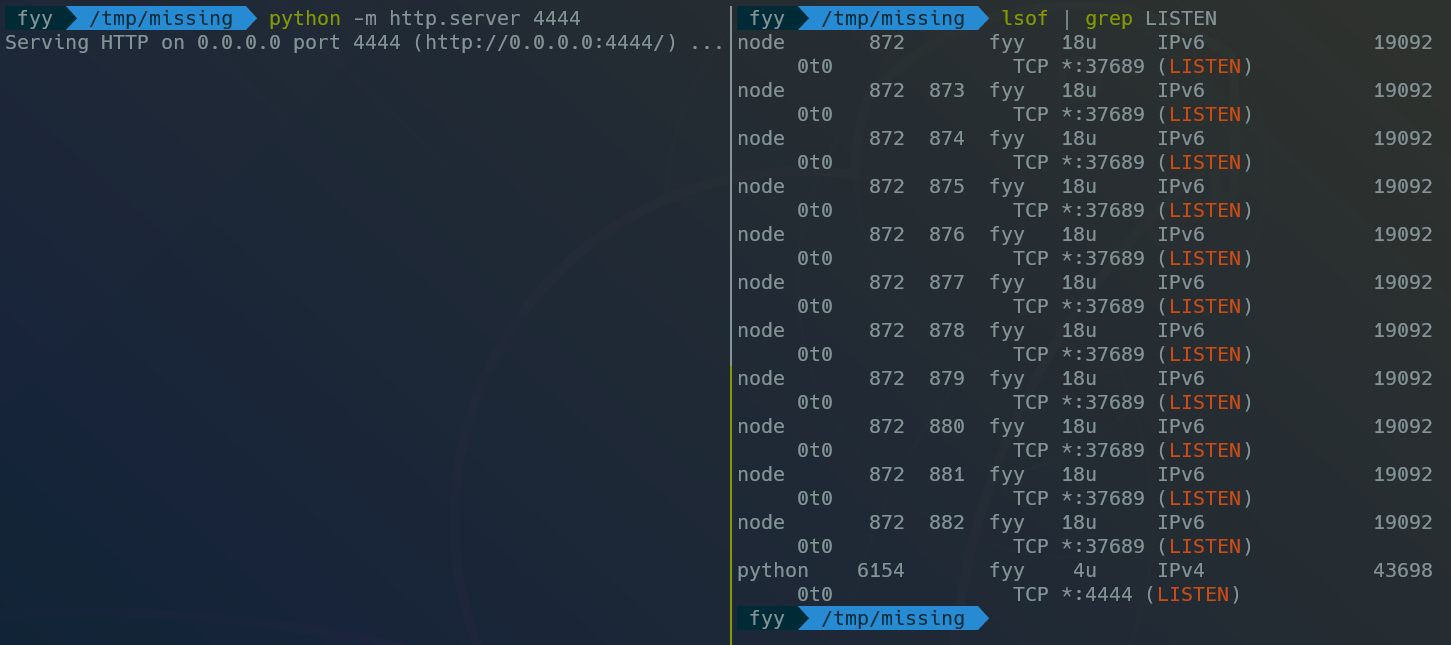 fyy /tmp/missing python -m http.server 4444
Serving HTTP on 0.0.0.0 port 4444 (http://0.0.0.0:4444/) ...
fyy /tmp/missing lsof | grep LISTEN
node 872 fyy 18u IPv6 19092
0t0 TCP *:37689 (LISTEN)
node 872 873 fyy 18u IPv6 19092
0t0 TCP *:37689 (LISTEN)
node 872 874 fyy 18u IPv6 19092
0t0 TCP *:37689 (LISTEN)
node 872 875 fyy 18u IPv6 19092
0t0 TCP *:37689 (LISTEN)
node 872 876 fyy 18u IPv6 19092
0t0 TCP *:37689 (LISTEN)
node 872 877 fyy 18u IPv6 19092
0t0 TCP *:37689 (LISTEN)
node 872 878 fyy 18u IPv6 19092
0t0 TCP *:37689 (LISTEN)
node 872 879 fyy 18u IPv6 19092
0t0 TCP *:37689 (LISTEN)
node 872 880 fyy 18u IPv6 19092
0t0 TCP *:37689 (LISTEN)
node 872 881 fyy 18u IPv6 19092
0t0 TCP *:37689 (LISTEN)
node 872 882 fyy 18u IPv6 19092
0t0 TCP *:37689 (LISTEN)
python 6154 fyy 4u IPv4 43698
0t0 TCP *:4444 (LISTEN)
fyy /tmp/missing